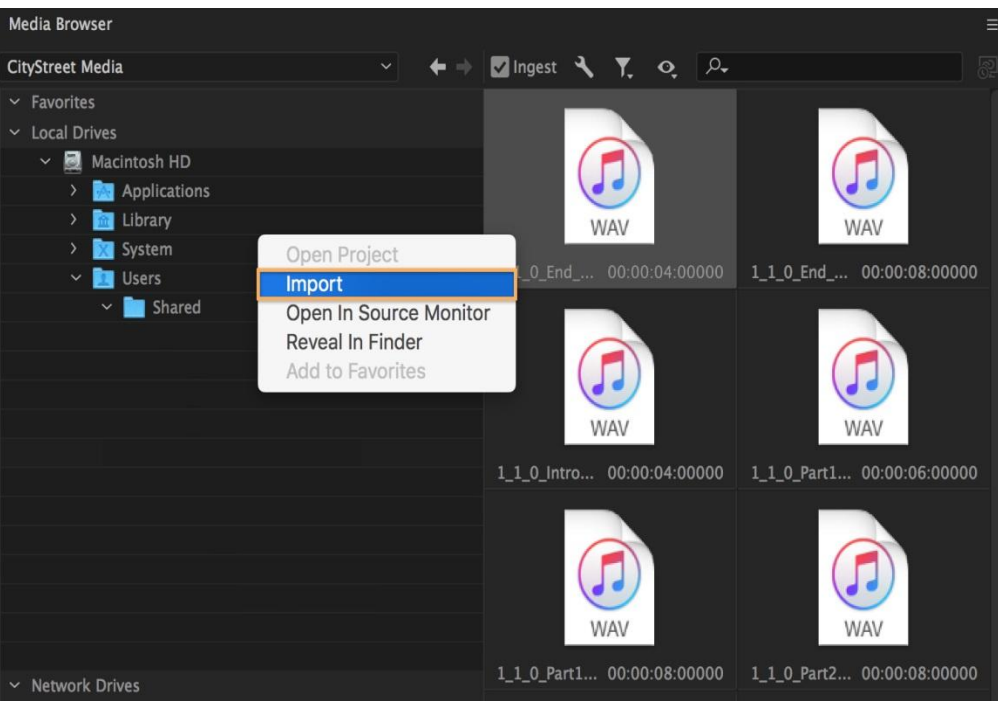 Media Browser
CityStreet Media
Ingest
Favorites
Local Drives
Macintosh HD
Applications
Library
System
Users
Shared
Network Drives
Open Project
Import
Open In Source Monitor
Reveal In Finder
Add to Favorites
WAV
WAV
_0_End_... 00:00:04:00000
1_1_0_End_... 00:00:08:00000
WAV
WAV
1_1_0_Intro... 00:00:04:00000
1_1_0_Part1... 00:00:06:00000
WAV
WAV
1_1_0_Part1... 00:00:08:00000
1_1_0_Part2... 00:00:08:00000